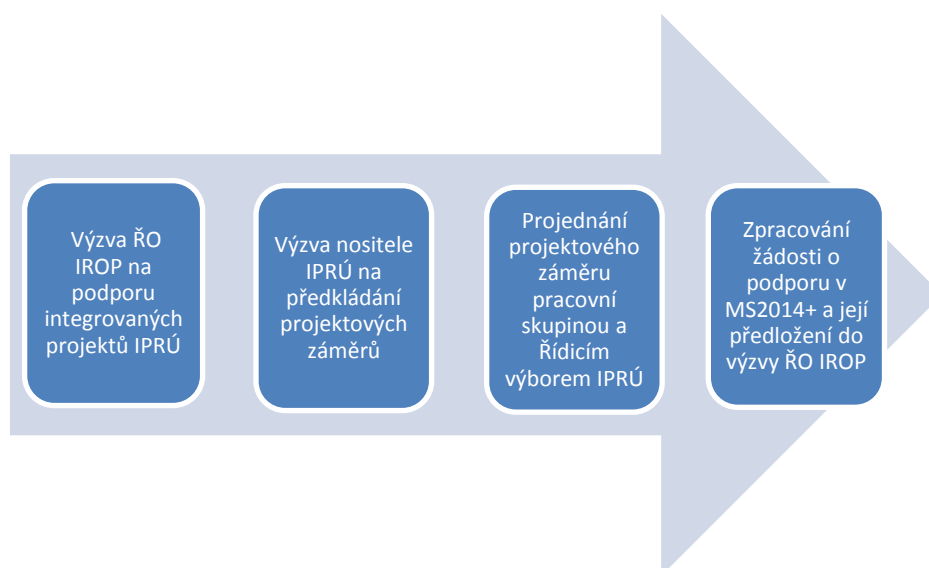 Výzva ŘO
IROP na
podporu
integrovaných
projektů IPRÚ
Výzva nositele
IPRÚ na
předkládání
projektových
záměrů
Projednání
projektového
záměru
pracovní
skupinou a
Řídicím
výborem IPRÚ
Zpracování
žádosti o
podporu v
MS2014+ a její
předložení do
výzvy ŘO IROP